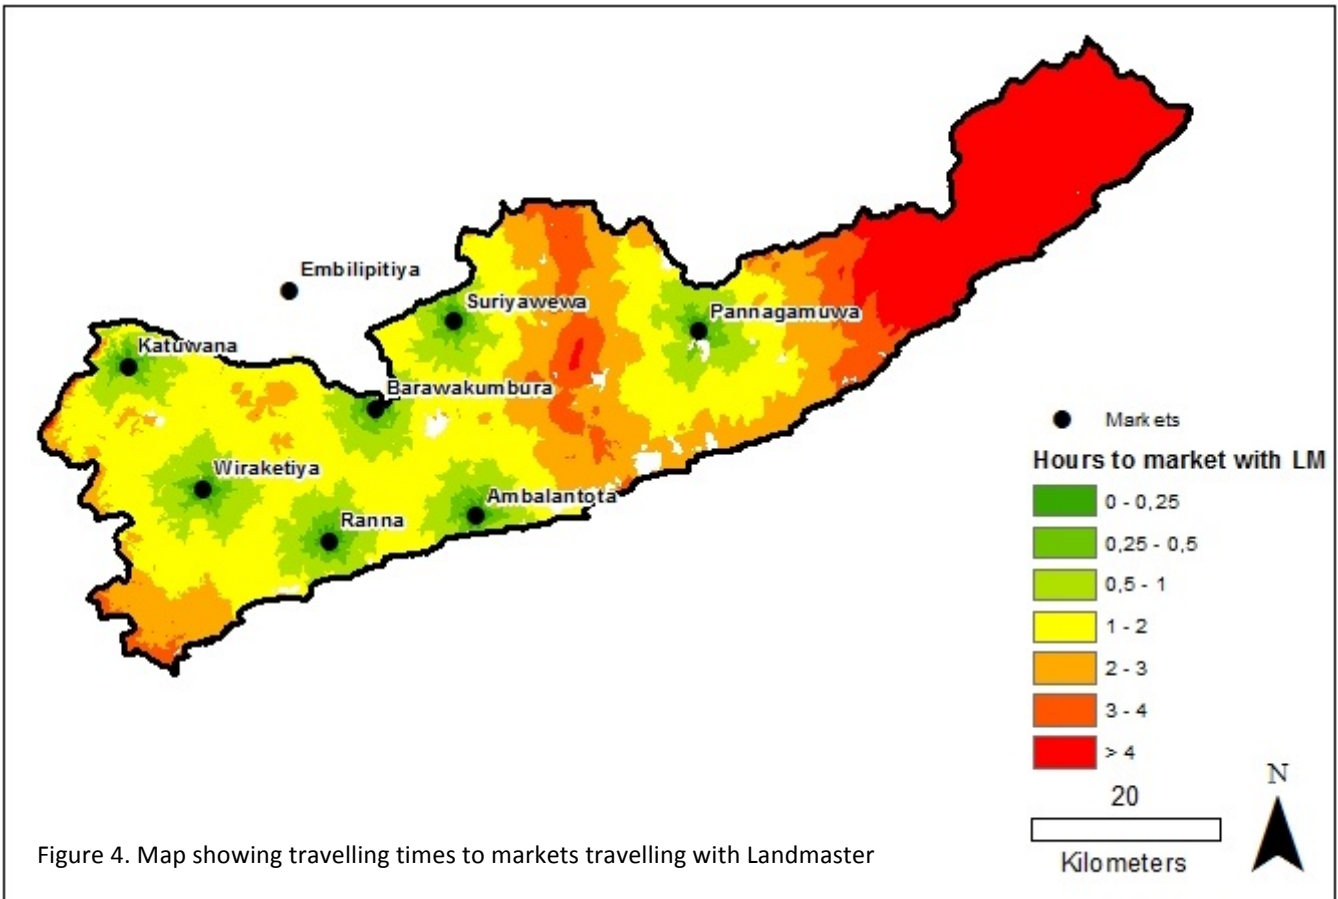 Embilipitiya
Suriyawewa
Pannagamuwa
Katuwana
Barawakumbura
Wiraketiya
Ambalantota
Ranna
Markets
Hours to market with LM
0 - 0,25
0,25 - 0,5
0,5 - 1
1 - 2
2 - 3
3 - 4
> 4
N
20
Kilometers
Figure 4. Map showing travelling times to markets travelling with Landmaster